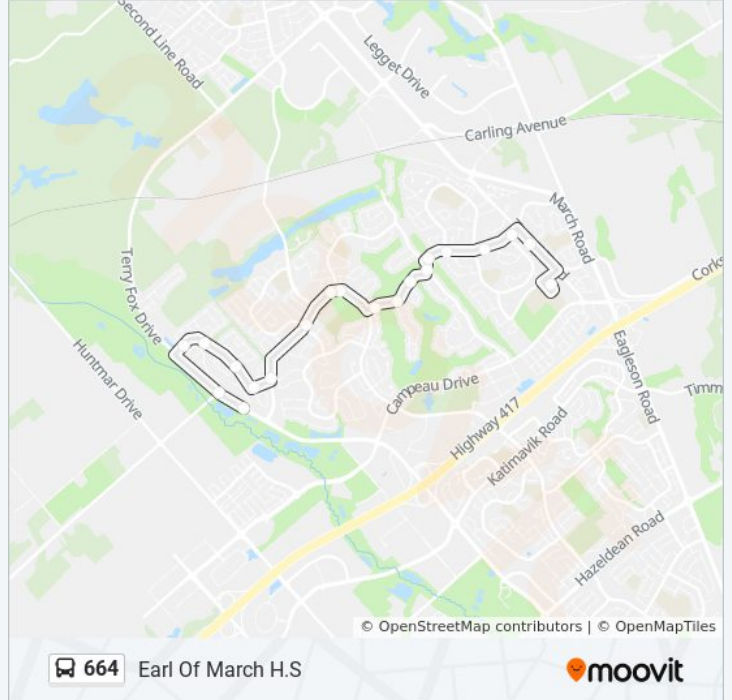 Second Line Road
Legget Drive
Carling Avenue
March Road
Terry Fox Drive
Huntmar Drive
Campeau Drive
Highway 417
Katimavik Road
Eagleson Road
Corks
Timm
Hazeldean Road
© OpenStreetMap contributors | © OpenMapTiles
664 Earl Of March H.S
moovit